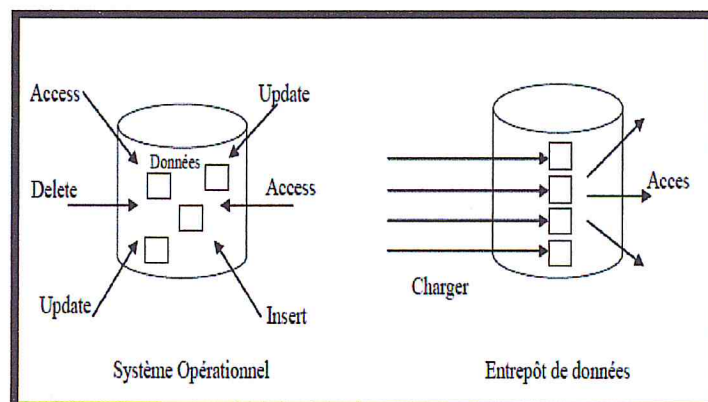 Access
Update
Données
Delete
Access
Update
Insert
Système Opérationnel
Acces
Charger
Entrepôt de données